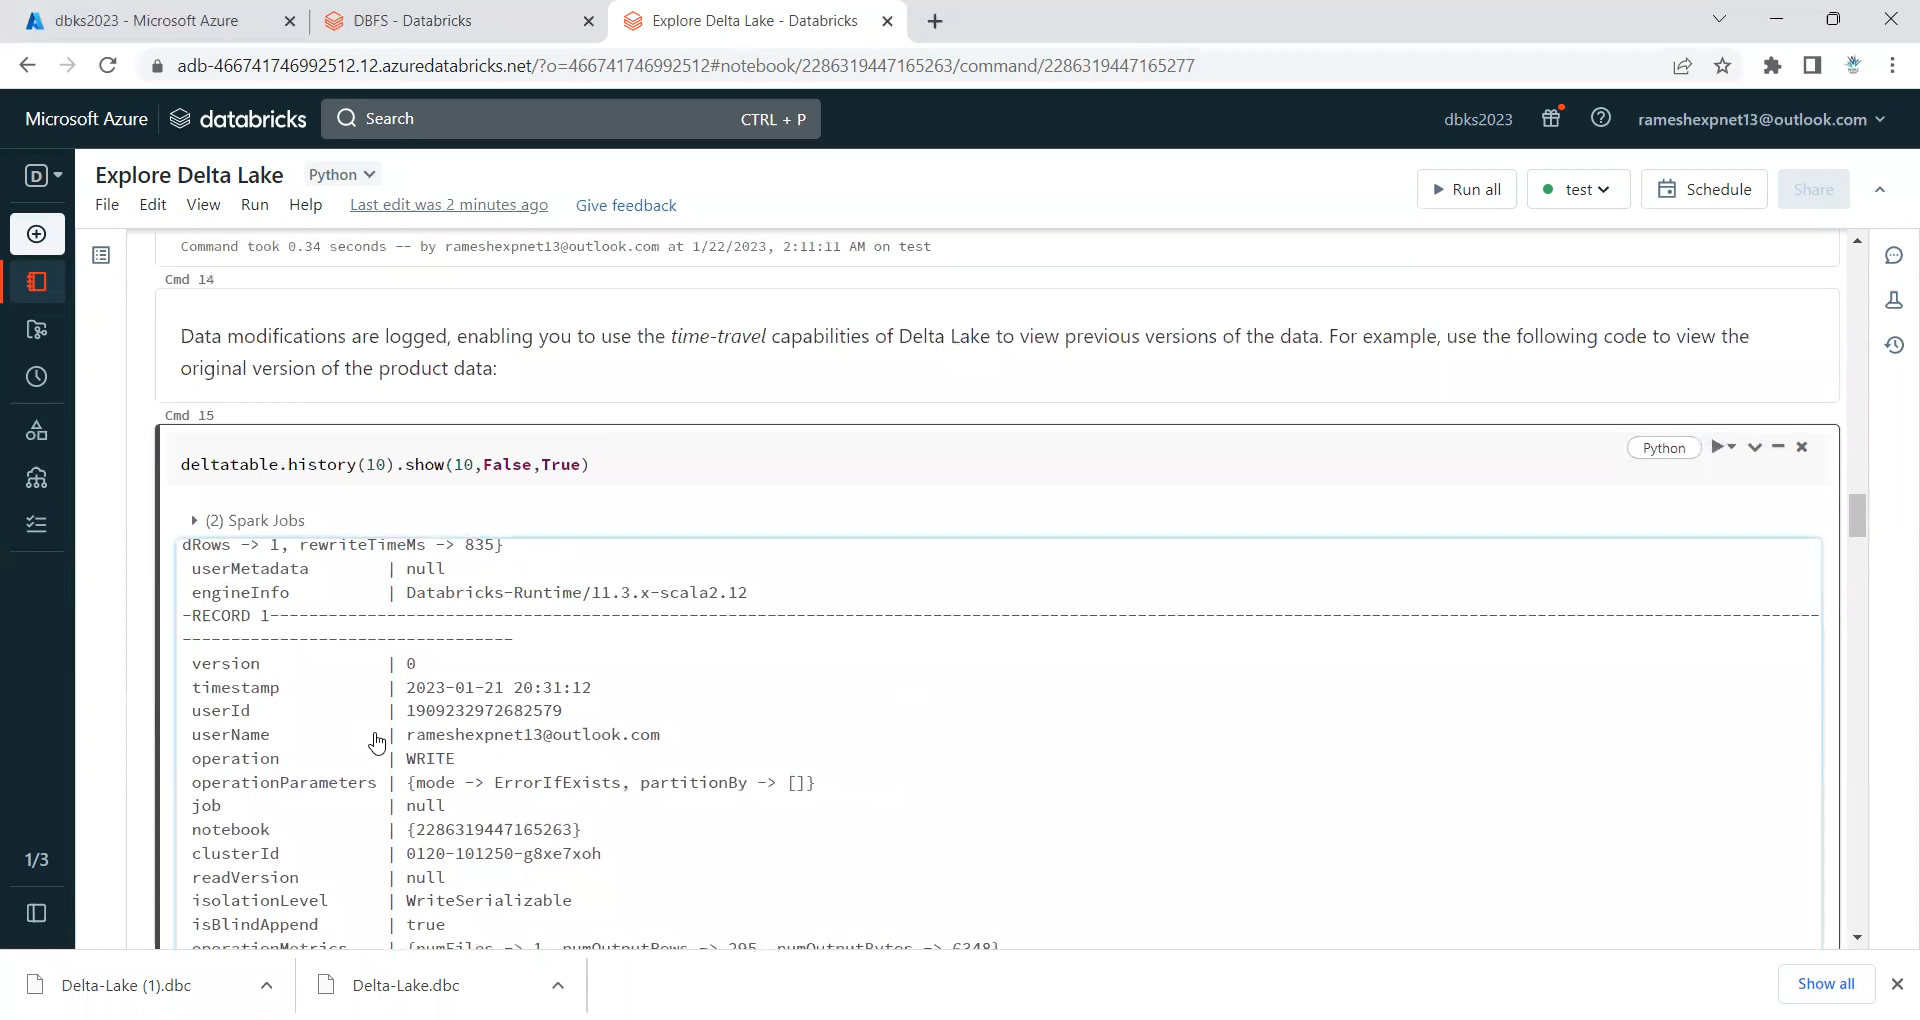 dbks2023 - Microsoft Azure
DBFS - Databricks
Explore Delta Lake - Databricks
adb-466741746992512.12.azuredatabricks.net/?o=466741746992512#notebook/2286319447165263/command/2286319447165277
Microsoft Azure
databricks
Search
CTRL + P
dbks2023
rameshexpnet13@outlook.com
D
Explore Delta Lake
Python
Run all
test
Schedule
Share
File Edit View Run Help
Last edit was 2 minutes ago
Give feedback
Command took 0.34 seconds -- by rameshexpnet13@outlook.com at 1/22/2023, 2:11:11 AM on test
Cmd 14
Data modifications are logged, enabling you to use the time-travel capabilities of Delta Lake to view previous versions of the data. For example, use the following code to view the
original version of the product data:
Cmd 15
Python
deltatable.history(10).show(10,False,True)
(2) Spark Jobs
dRows -> 1, rewriteTimeMs -> 835}
userMetadata | null
engineInfo | Databricks-Runtime/11.3.x-scala2.12
-RECORD 1-----------------------------------------------------------------------------------------------------------------------------------------------------------------
----------------------------------
version | 0
timestamp | 2023-01-21 20:31:12
userId | 1909232972682579
userName | rameshexpnet13@outlook.com
operation | WRITE
operationParameters | {mode -> ErrorIfExists, partitionBy -> []}
job | null
notebook | {2286319447165263}
clusterId | 0120-101250-g8xe7xoh
readVersion | null
isolationLevel | WriteSerializable
isBlindAppend | true
operationMetrics | {numFiles -> 1, numOutputRows -> 295, numOutputBytes -> 6348}
1/3
Delta-Lake (1).dbc
Delta-Lake.dbc
Show all